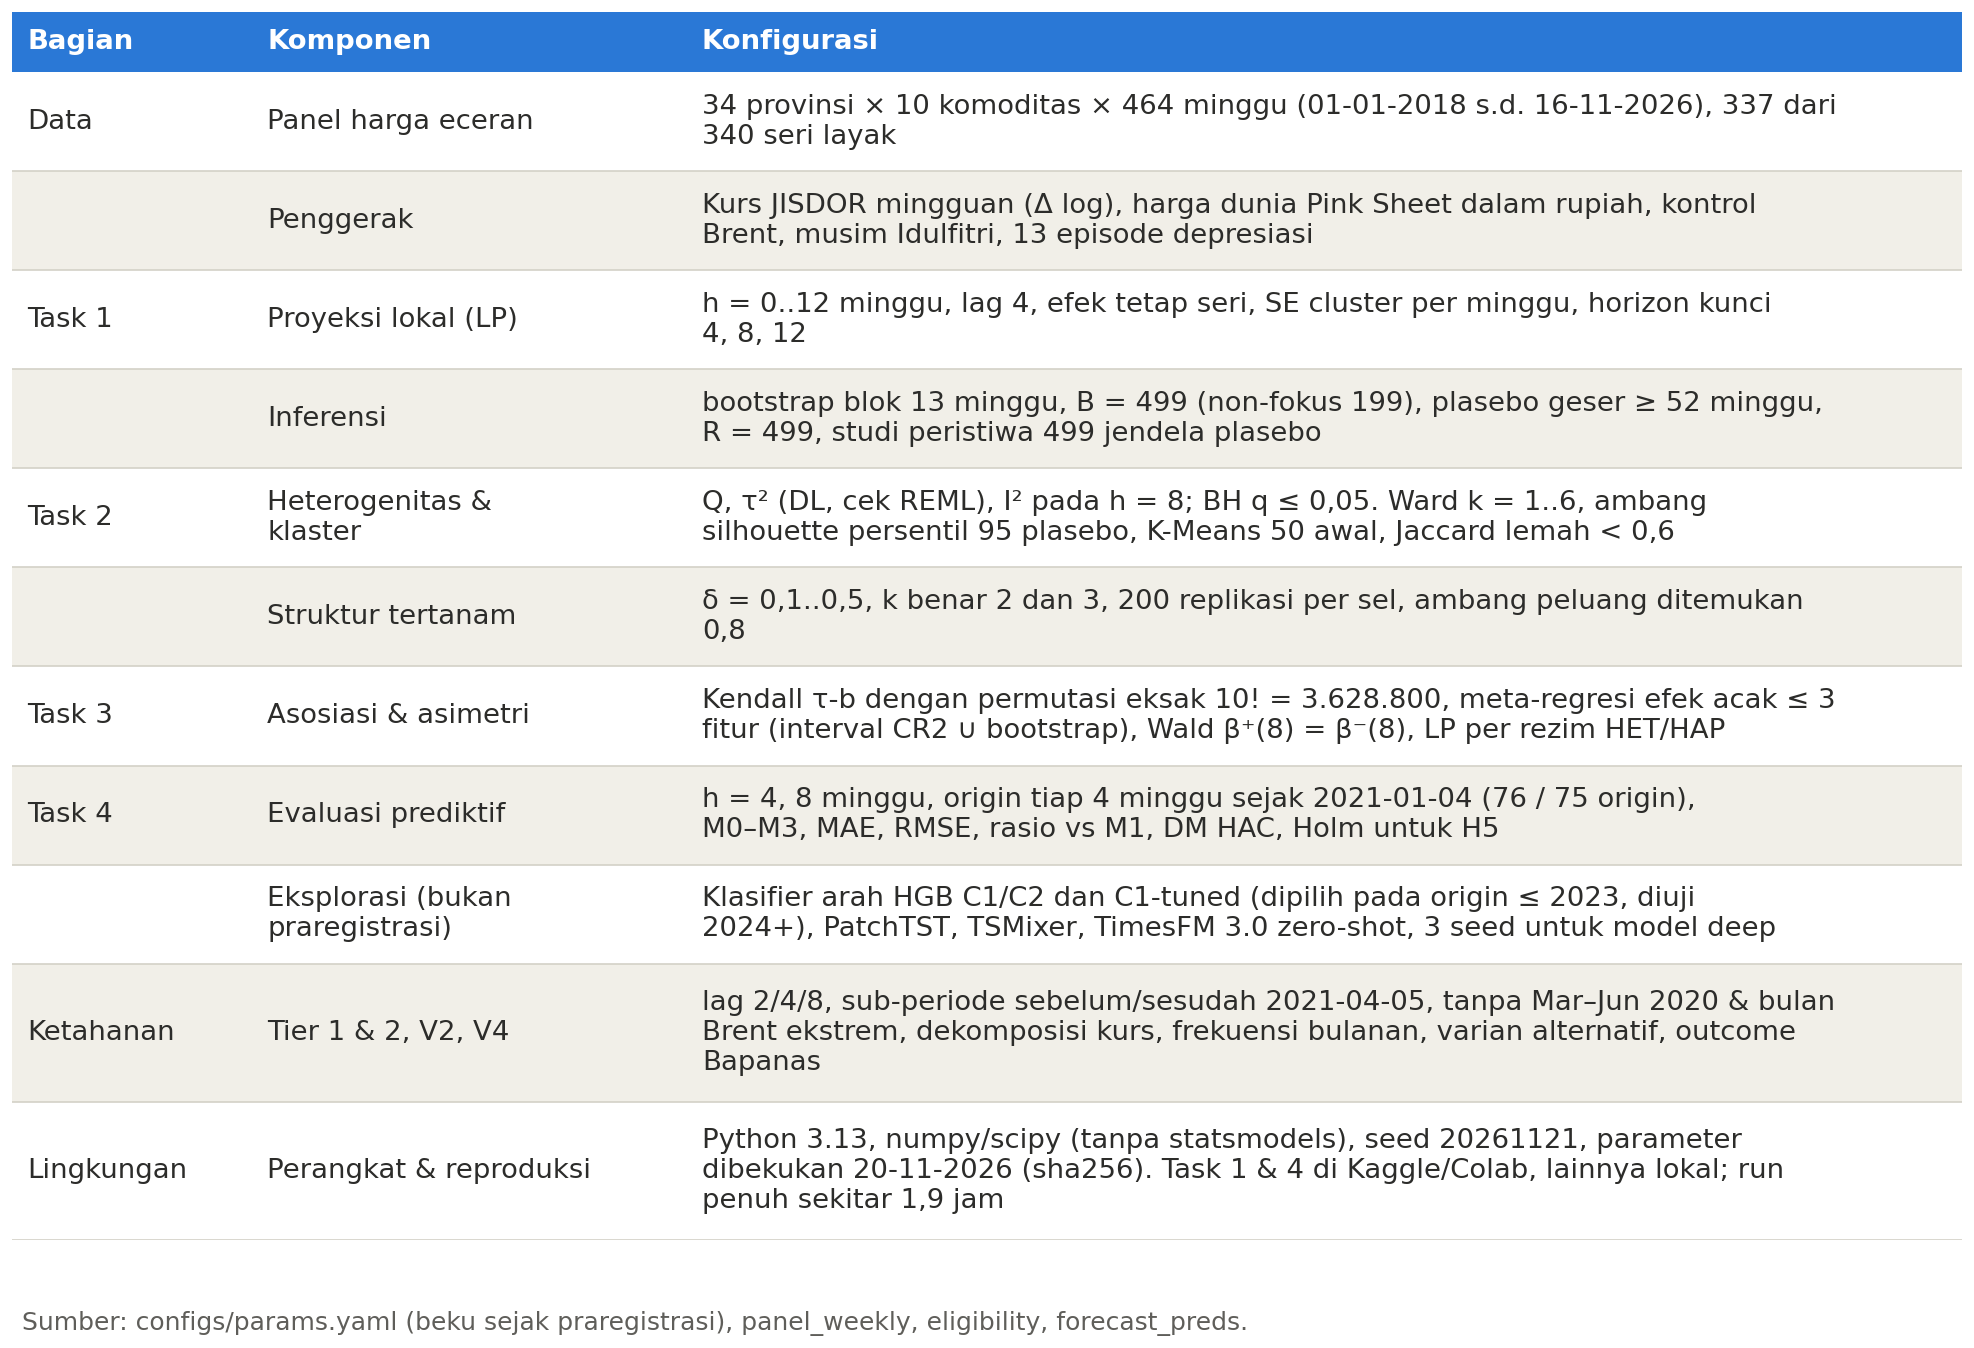 Bagian Komponen Konfigurasi
Data Panel harga eceran 34 provinsi × 10 komoditas × 464 minggu (01-01-2018 s.d. 16-11-2026), 337 dari
340 seri layak
Penggerak Kurs JISDOR mingguan (Δ log), harga dunia Pink Sheet dalam rupiah, kontrol
Brent, musim Idulfitri, 13 episode depresiasi
Task 1 Proyeksi lokal (LP) h = 0..12 minggu, lag 4, efek tetap seri, SE cluster per minggu, horizon kunci
4, 8, 12
Inferensi bootstrap blok 13 minggu, B = 499 (non-fokus 199), plasebo geser ≥ 52 minggu,
R = 499, studi peristiwa 499 jendela plasebo
Task 2 Heterogenitas &
klaster
Q, τ² (DL, cek REML), I² pada h = 8; BH q ≤ 0,05. Ward k = 1..6, ambang
silhouette persentil 95 plasebo, K-Means 50 awal, Jaccard lemah < 0,6
Struktur tertanam δ = 0,1..0,5, k benar 2 dan 3, 200 replikasi per sel, ambang peluang ditemukan
0,8
Task 3 Asosiasi & asimetri Kendall τ-b dengan permutasi eksak 10! = 3.628.800, meta-regresi efek acak ≤ 3
fitur (interval CR2 ∪ bootstrap), Wald β⁺(8) = β⁻(8), LP per rezim HET/HAP
Task 4 Evaluasi prediktif h = 4, 8 minggu, origin tiap 4 minggu sejak 2021-01-04 (76 / 75 origin),
M0–M3, MAE, RMSE, rasio vs M1, DM HAC, Holm untuk H5
Eksplorasi (bukan
praregistrasi)
Klasifier arah HGB C1/C2 dan C1-tuned (dipilih pada origin ≤ 2023, diuji
2024+), PatchTST, TSMixer, TimesFM 3.0 zero-shot, 3 seed untuk model deep
Ketahanan Tier 1 & 2, V2, V4 lag 2/4/8, sub-periode sebelum/sesudah 2021-04-05, tanpa Mar–Jun 2020 & bulan
Brent ekstrem, dekomposisi kurs, frekuensi bulanan, varian alternatif, outcome
Bapanas
Lingkungan Perangkat & reproduksi Python 3.13, numpy/scipy (tanpa statsmodels), seed 20261121, parameter
dibekukan 20-11-2026 (sha256). Task 1 & 4 di Kaggle/Colab, lainnya lokal; run
penuh sekitar 1,9 jam
Sumber: configs/params.yaml (beku sejak praregistrasi), panel_weekly, eligibility, forecast_preds.